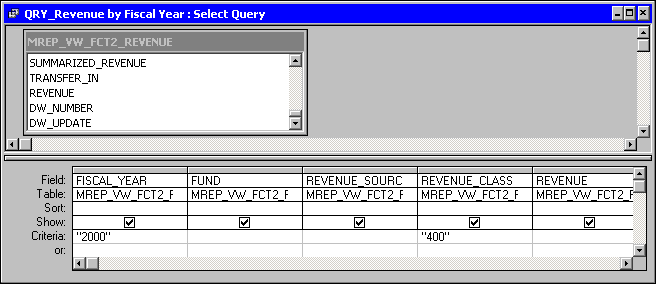 QRY_Revenue by Fiscal Year : Select Query
MREP_VW_FCT2_REVENUE
SUMMARIZED_REVENUE
TRANSFER_IN
REVENUE
DW_NUMBER
DW_UPDATE
Field: FISCAL_YEAR FUND REVENUE_SOURC REVENUE_CLASS REVENUE
Table: MREP_VW_FCT2_F MREP_VW_FCT2_F MREP_VW_FCT2_F MREP_VW_FCT2_F MREP_VW_FCT2_F
Sort:
Show:
Criteria: "2000" "400"
or: